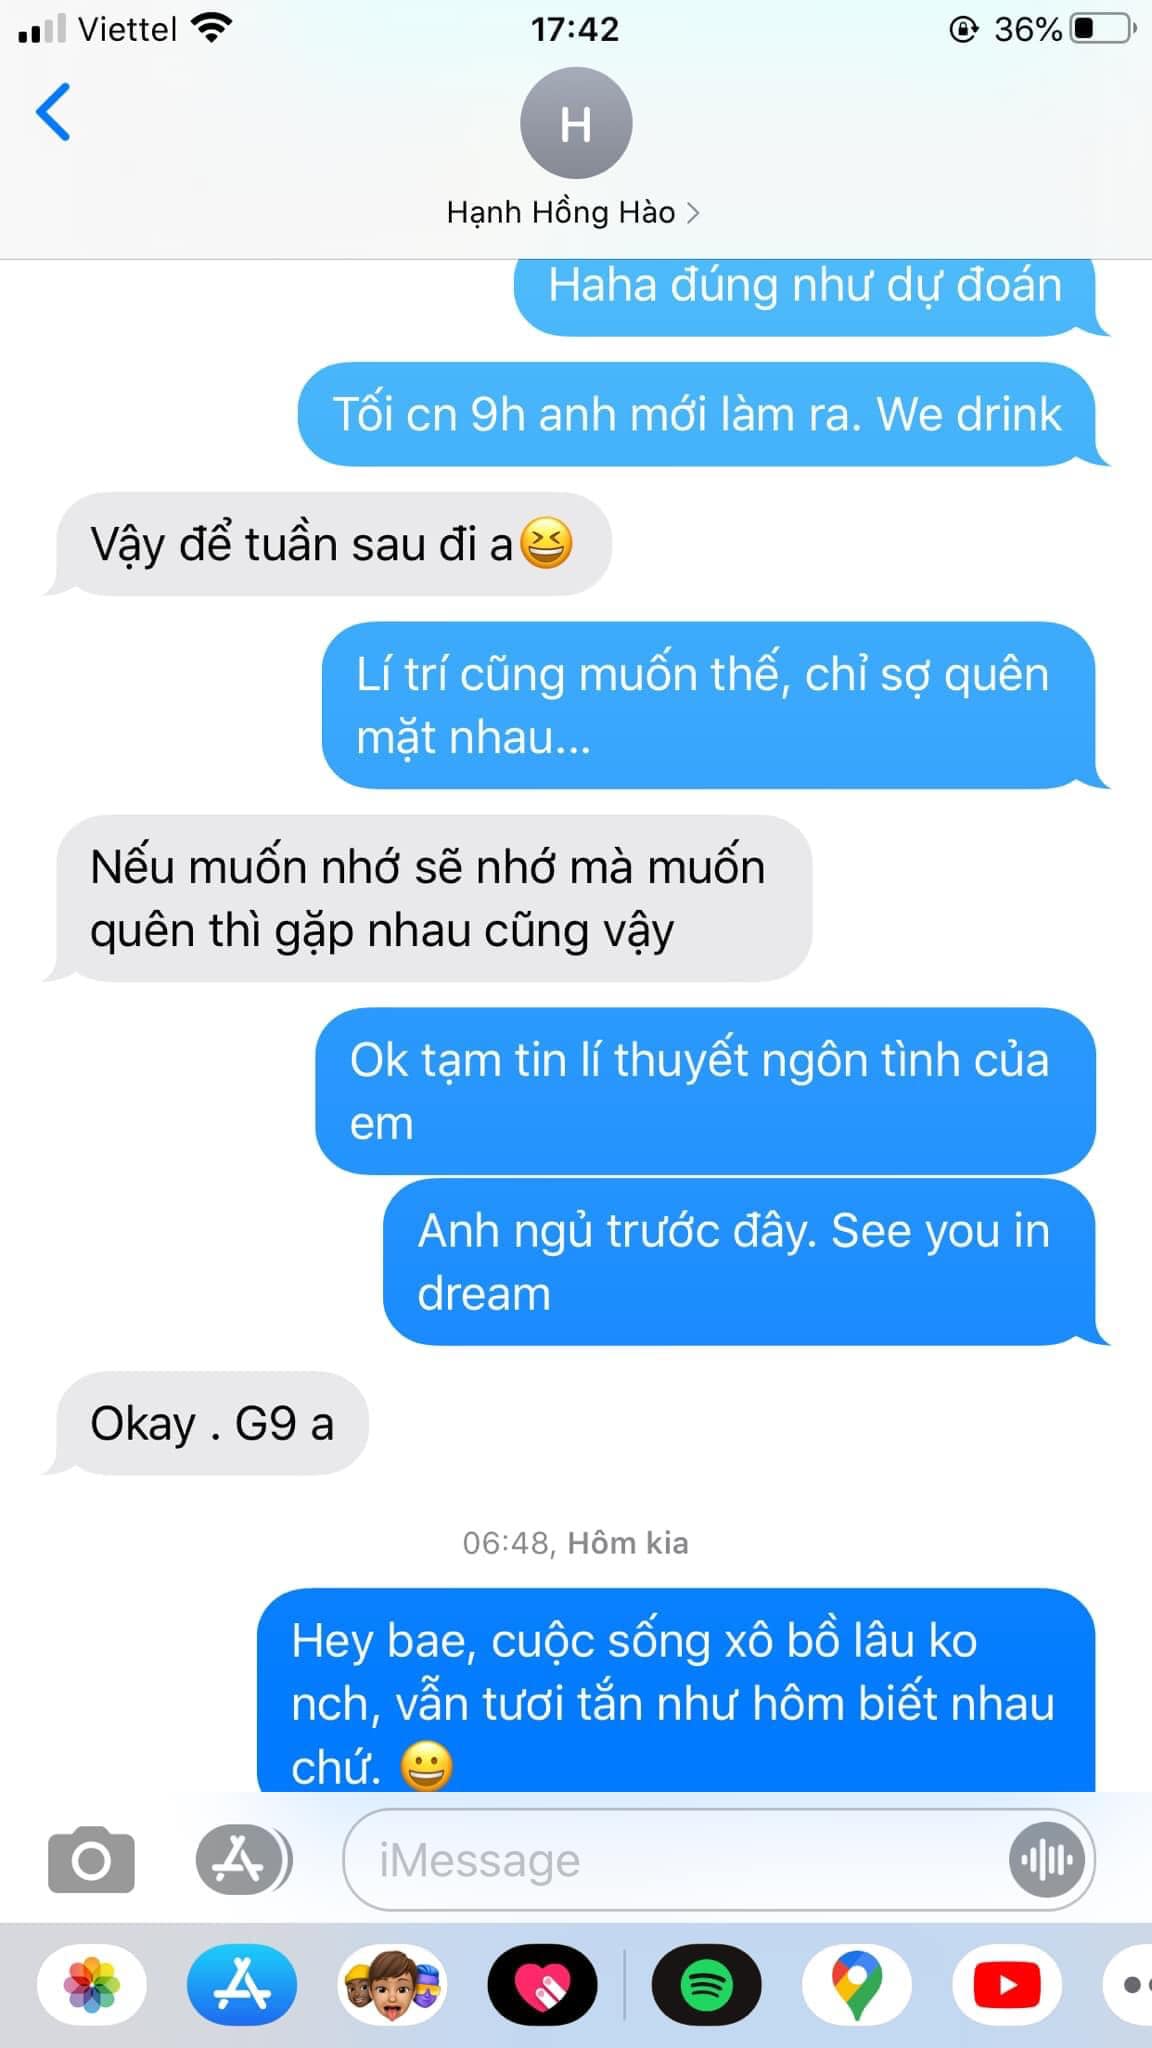 Viettel 17:42 36%
H
Hạnh Hồng Hào
Haha đúng như dự đoán
Tối cn 9h anh mới làm ra. We drink
Vậy để tuần sau đi a😆
Lí trí cũng muốn thế, chỉ sợ quên
mặt nhau...
Nếu muốn nhớ sẽ nhớ mà muốn
quên thì gặp nhau cũng vậy
Ok tạm tin lí thuyết ngôn tình của
em
Anh ngủ trước đây. See you in
dream
Okay . G9 a
06:48, Hôm kia
Hey bae, cuộc sống xô bồ lâu ko
nch, vẫn tươi tắn như hôm biết nhau
chứ. 😀
iMessage